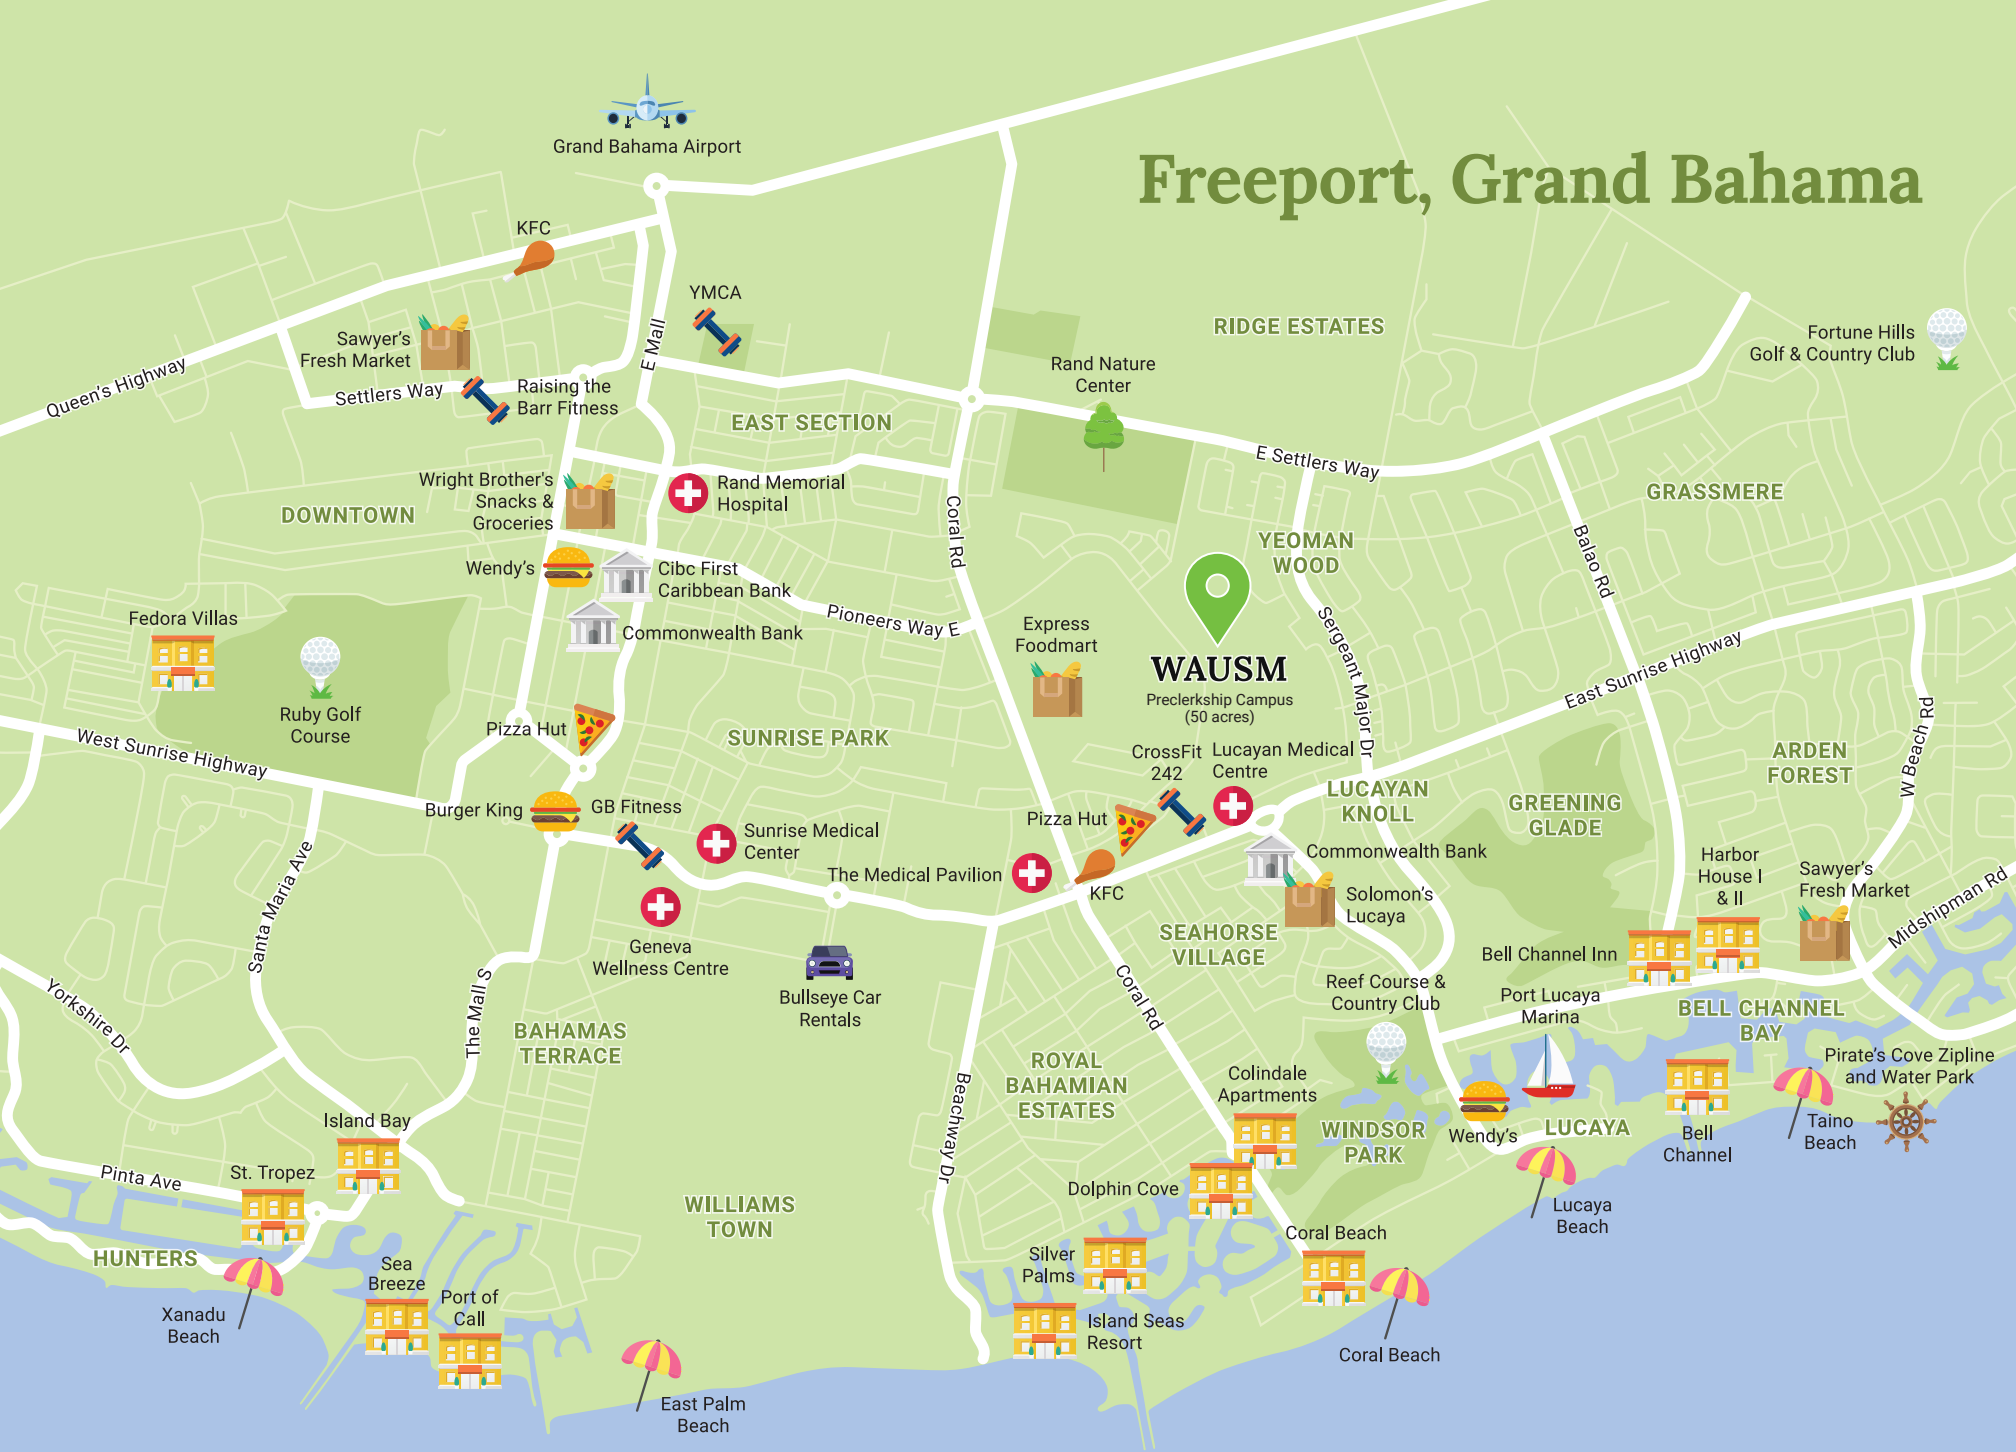 Grand Bahama Airport
Freeport, Grand Bahama
KFC
YMCA
RIDGE ESTATES
Fortune Hills
Golf & Country Club
Sawyer's
Fresh Market
Queen's Highway
Settlers Way
Raising the
Barr Fitness
E Mall
Rand Nature
Center
EAST SECTION
E Settlers Way
Wright Brother's
Snacks &
Groceries
Rand Memorial
Hospital
DOWNTOWN
Coral Rd
GRASSMERE
YEOMAN
WOOD
Balao Rd
Wendy's
Cibc First
Caribbean Bank
Commonwealth Bank
Pioneers Way E
Fedora Villas
Ruby Golf
Course
Express
Foodmart
WAUSM
Preclerkship Campus
(50 acres)
Sergeant Major Dr
East Sunrise Highway
W Beach Rd
West Sunrise Highway
Pizza Hut
SUNRISE PARK
CrossFit
242
Lucayan Medical
Centre
ARDEN
FOREST
LUCAYAN
KNOLL
GREENING
GLADE
Burger King
GB Fitness
Sunrise Medical
Center
Pizza Hut
The Medical Pavilion
KFC
Commonwealth Bank
Solomon's
Lucaya
Harbor
House I
& II
Sawyer's
Fresh Market
Midshipman Rd
Santa Maria Ave
Geneva
Wellness Centre
SEAHORSE
VILLAGE
Bell Channel Inn
Bullseye Car
Rentals
Coral Rd
Reef Course &
Country Club
Port Lucaya
Marina
BELL CHANNEL
BAY
Yorkshire Dr
The Mall S
BAHAMAS
TERRACE
ROYAL
BAHAMIAN
ESTATES
Beachway Dr
Colindale
Apartments
Pirate's Cove Zipline
and Water Park
Island Bay
WINDSOR
PARK
Wendy's
LUCAYA
Bell
Channel
Taino
Beach
Pinta Ave
St. Tropez
WILLIAMS
TOWN
Dolphin Cove
Lucaya
Beach
HUNTERS
Sea
Breeze
Port of
Call
Silver
Palms
Coral Beach
Xanadu
Beach
Island Seas
Resort
Coral Beach
East Palm
Beach